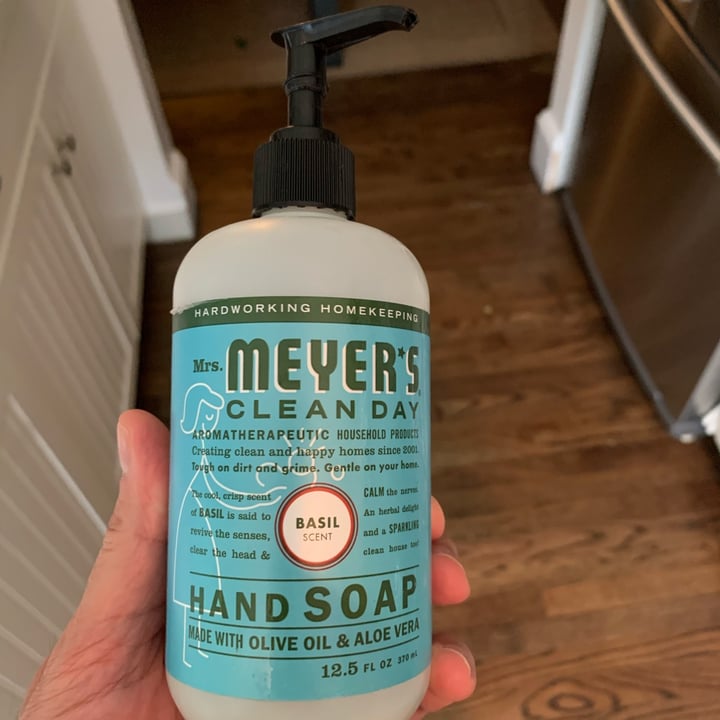 HARDWORKING HOMEKEEPING
Mrs. MEYER'S
CLEAN DAY
AROMATHERAPEUTIC HOUSEHOLD PRODUCTS
Creating clean and happy homes since 2001.
Tough on dirt and grime. Gentle on your home.
The cool, crisp scent
of BASIL is said to
revive the senses,
clear the head &
BASIL
SCENT
CALM the nerves.
An herbal delight
and a SPARKLING
clean house too!
HAND SOAP
MADE WITH OLIVE OIL & ALOE VERA
12.5 FL OZ 370 mL